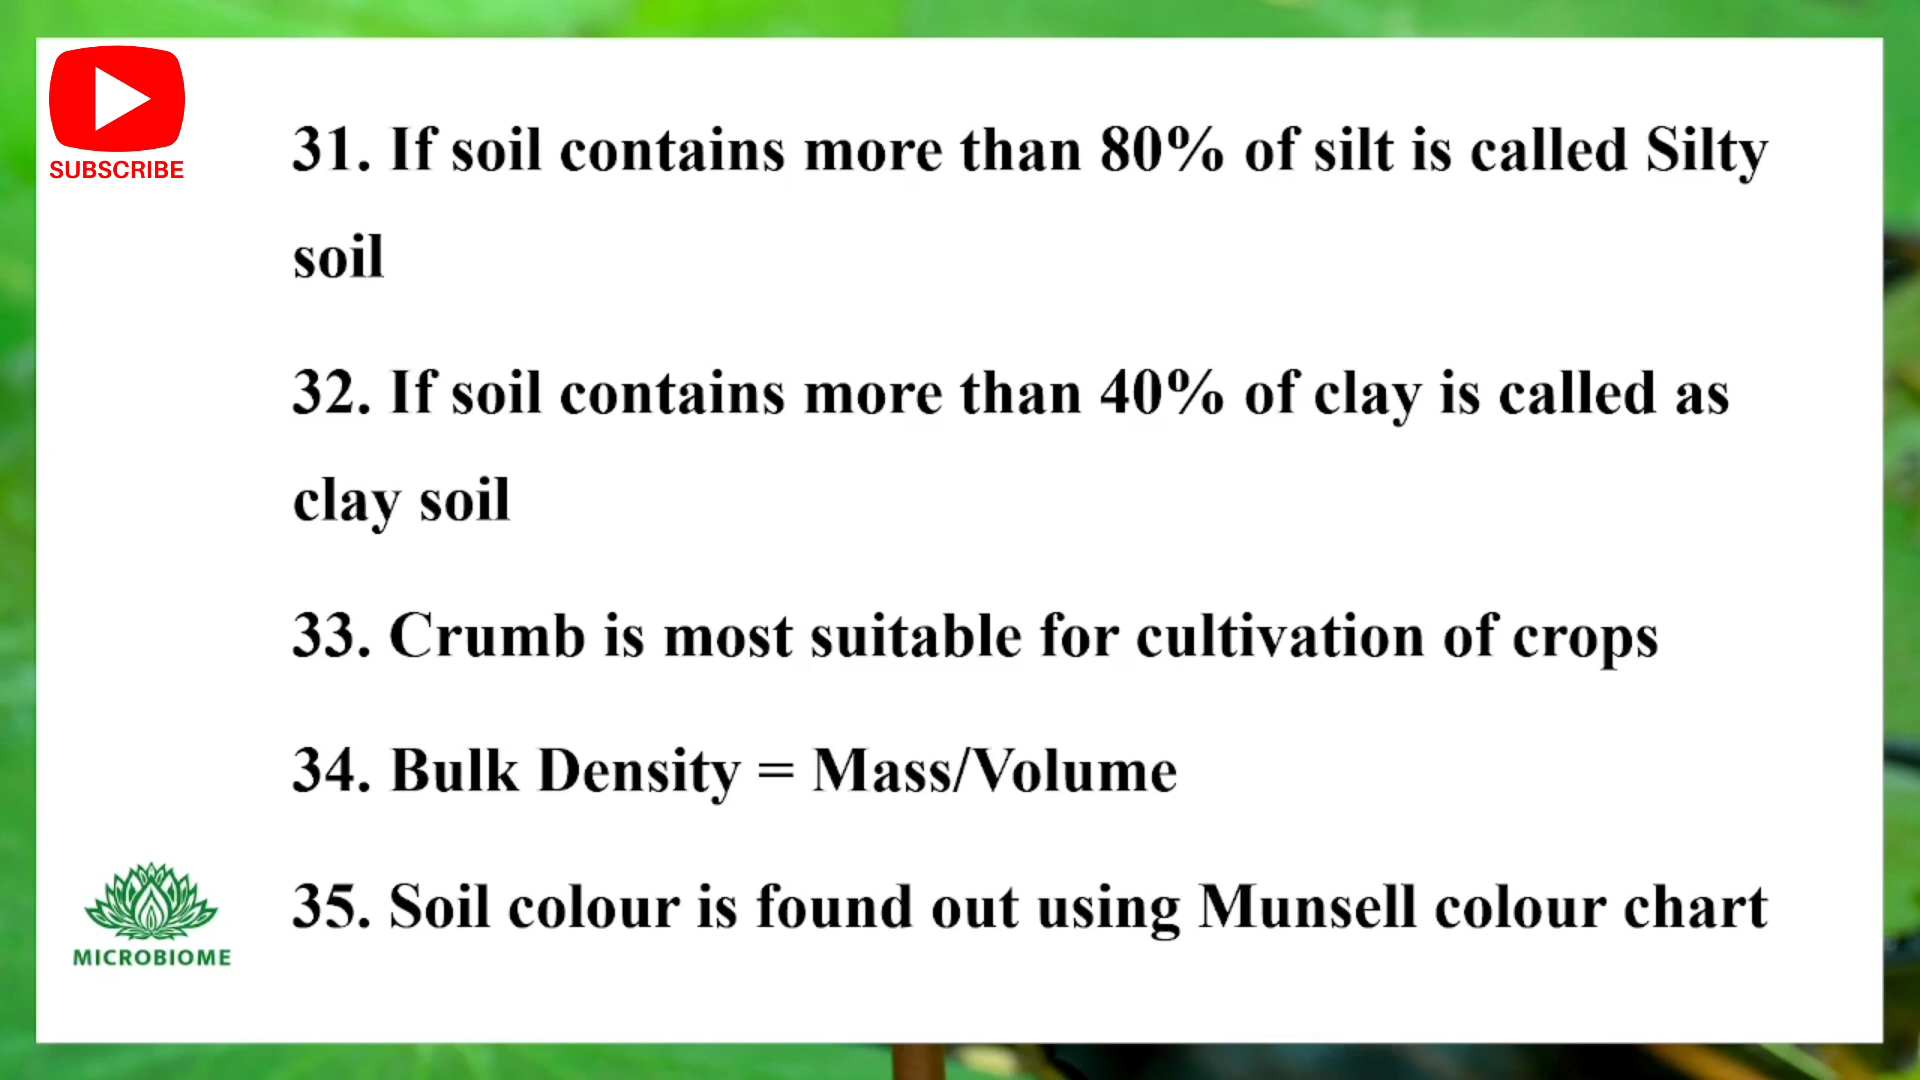 SUBSCRIBE
31. If soil contains more than 80% of silt is called Silty
soil
32. If soil contains more than 40% of clay is called as
clay soil
33. Crumb is most suitable for cultivation of crops
34. Bulk Density = Mass/Volume
35. Soil colour is found out using Munsell colour chart
MICROBIOME